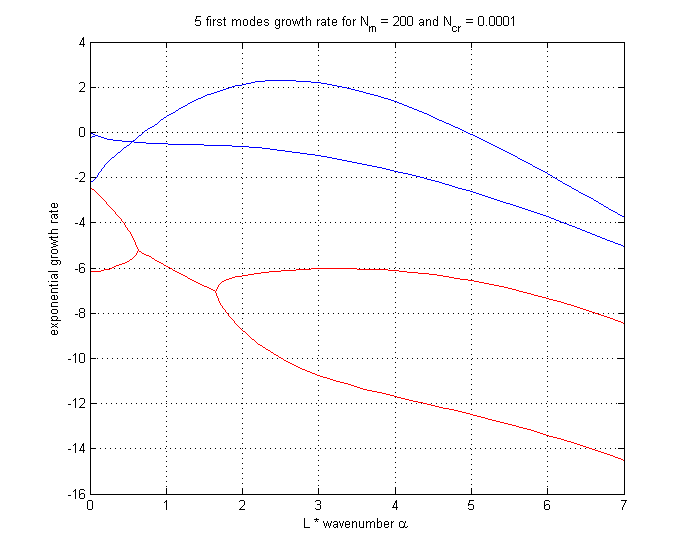 5 first modes growth rate for N_m = 200 and N_cr = 0.0001
4
2
0
-2
-4
-6
-8
-10
-12
-14
-16
exponential growth rate
0 1 2 3 4 5 6 7
L * wavenumber α